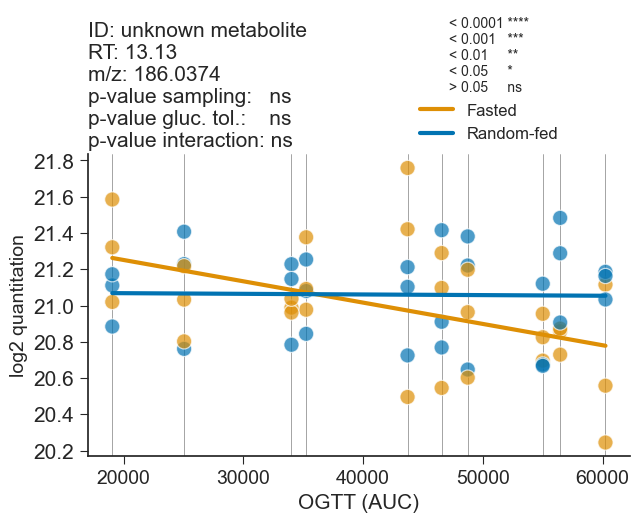 ID: unknown metabolite
RT: 13.13
m/z: 186.0374
p-value sampling: ns
p-value gluc. tol.: ns
p-value interaction: ns
< 0.0001 ****
< 0.001 ***
< 0.01 **
< 0.05 *
> 0.05 ns
Fasted
Random-fed
21.8
21.6
21.4
21.2
21.0
20.8
20.6
20.4
20.2
log2 quantitation
20000 30000 40000 50000 60000
OGTT (AUC)